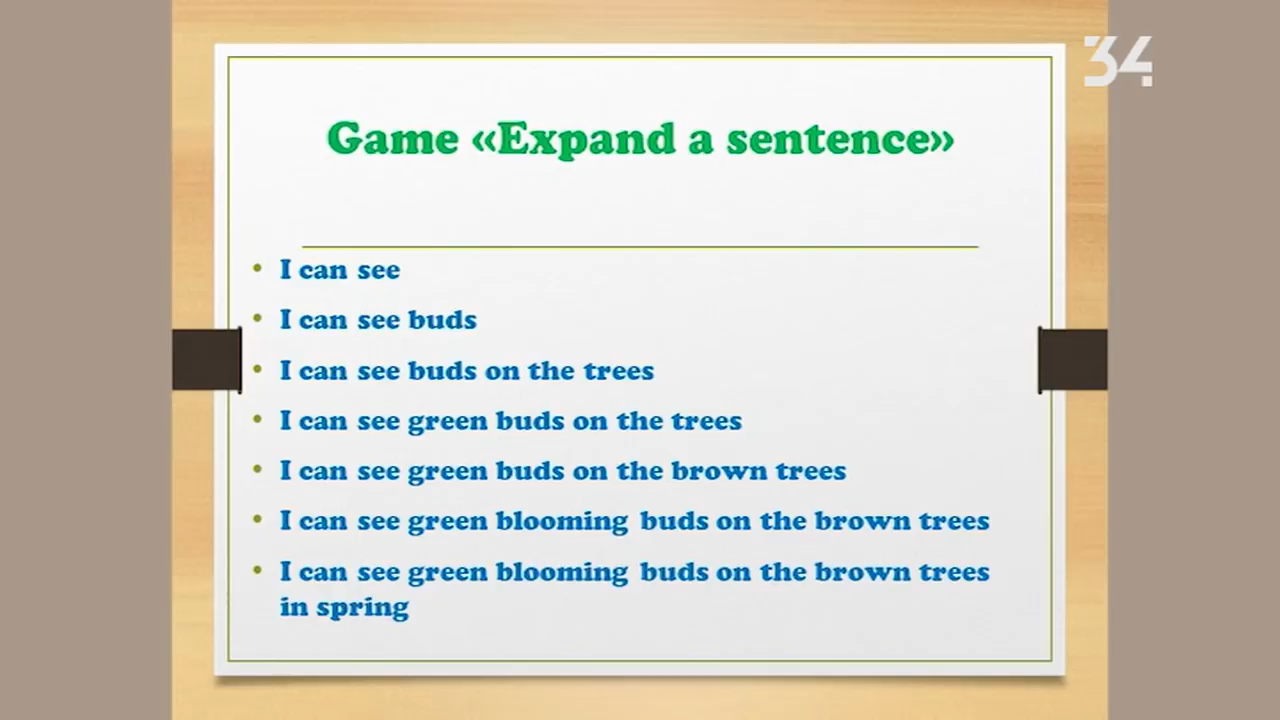 34
Game «Expand a sentence»
• I can see
• I can see buds
• I can see buds on the trees
• I can see green buds on the trees
• I can see green buds on the brown trees
• I can see green blooming buds on the brown trees
• I can see green blooming buds on the brown trees
in spring